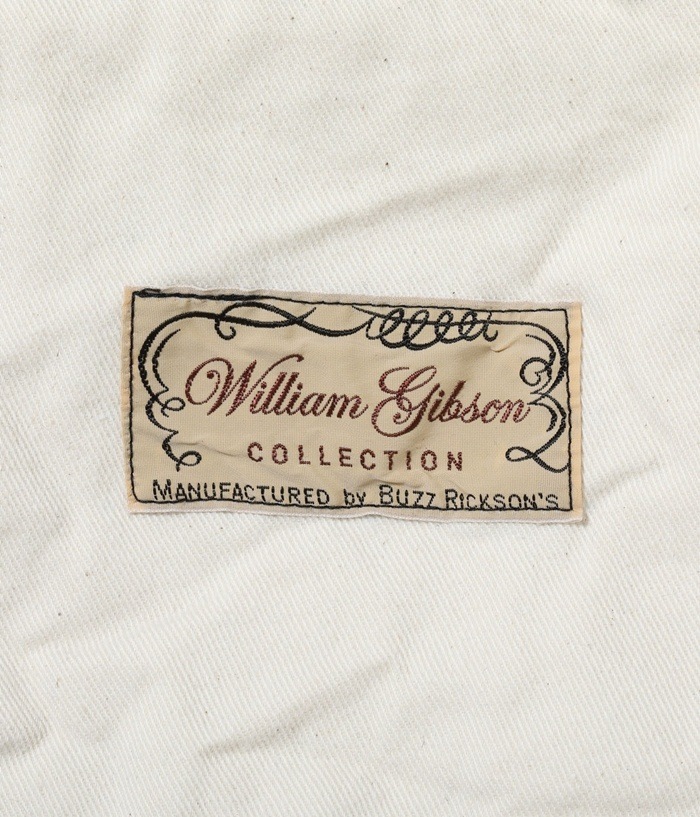 William Gibson
COLLECTION
MANUFACTURED by BUZZ RICKSON'S